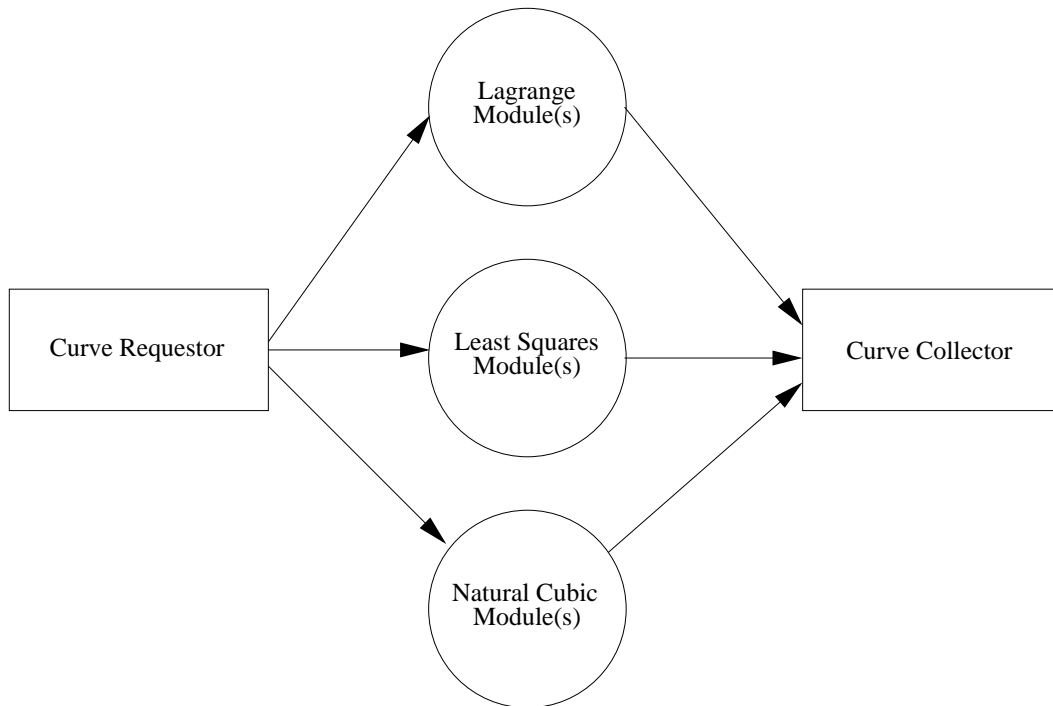 Lagrange
Module(s)
Curve Requestor
Least Squares
Module(s)
Curve Collector
Natural Cubic
Module(s)